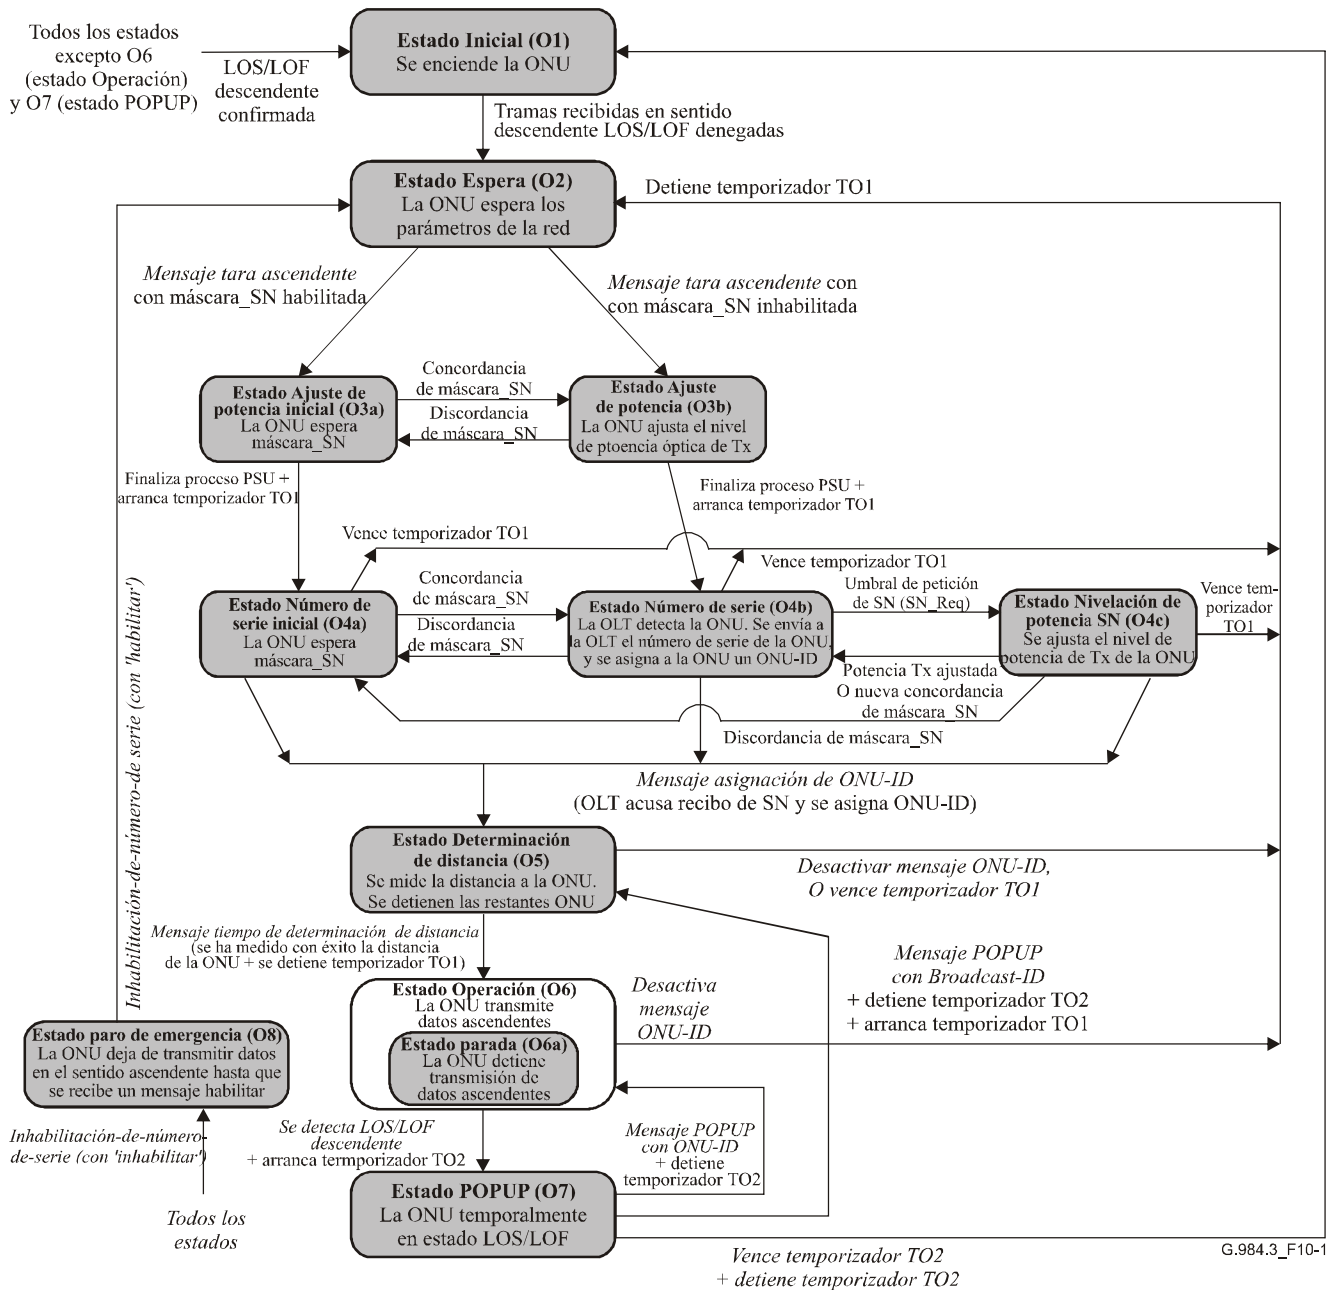 Todos los estados
excepto O6
(estado Operación)
y O7 (estado POPUP)
LOS/LOF
descendente
confirmada
Estado Inicial (O1)
Se enciende la ONU
Tramas recibidas en sentido
descendente LOS/LOF denegadas
Estado Espera (O2)
La ONU espera los
parámetros de la red
Detiene temporizador TO1
Mensaje tara ascendente
con máscara_SN habilitada
Mensaje tara ascendente con
con máscara_SN inhabilitada
Estado Ajuste de
potencia inicial (O3a)
La ONU espera
máscara_SN
Concordancia
de máscara_SN
Discordancia
de máscara_SN
Estado Ajuste
de potencia (O3b)
La ONU ajusta el nivel
de ptoencia óptica de Tx
Finaliza proceso PSU +
arranca temporizador TO1
Finaliza proceso PSU +
arranca temporizador TO1
Vence temporizador TO1
Vence temporizador TO1
Estado Número de
serie inicial (O4a)
La ONU espera
máscara_SN
Concordancia
de máscara_SN
Discordancia
de máscara_SN
Estado Número de serie (O4b)
La OLT detecta la ONU. Se envía a
la OLT el número de serie de la ONU,
y se asigna a la ONU un ONU-ID
Umbral de petición
de SN (SN_Req)
Potencia Tx ajustada
O nueva concordancia
de máscara_SN
Estado Nivelación de
potencia SN (O4c)
Se ajusta el nivel de
potencia de Tx de la ONU
Vence tem-
porizador
TO1
Discordancia de máscara_SN
Mensaje asignación de ONU-ID
(OLT acusa recibo de SN y se asigna ONU-ID)
Estado Determinación
de distancia (O5)
Se mide la distancia a la ONU.
Se detienen las restantes ONU
Desactivar mensaje ONU-ID,
O vence temporizador TO1
Mensaje tiempo de determinación de distancia
(se ha medido con éxito la distancia
de la ONU + se detiene temporizador TO1)
Mensaje POPUP
con Broadcast-ID
+ detiene temporizador TO2
+ arranca temporizador TO1
Estado Operación (O6)
La ONU transmite
datos ascendentes
Estado parada (O6a)
La ONU detiene
transmisión de
datos ascendentes
Desactiva
mensaje
ONU-ID
Inhabilitación-de-número-de serie (con 'habilitar')
Estado paro de emergencia (O8)
La ONU deja de transmitir datos
en el sentido ascendente hasta que
se recibe un mensaje habilitar
Inhabilitación-de-número-
de-serie (con 'inhabilitar')
Todos los
estados
Se detecta LOS/LOF
descendente
+ arranca termporizador TO2
Mensaje POPUP
con ONU-ID
+ detiene
temporizador TO2
Estado POPUP (O7)
La ONU temporalmente
en estado LOS/LOF
Vence temporizador TO2
+ detiene temporizador TO2
G.984.3_F10-1